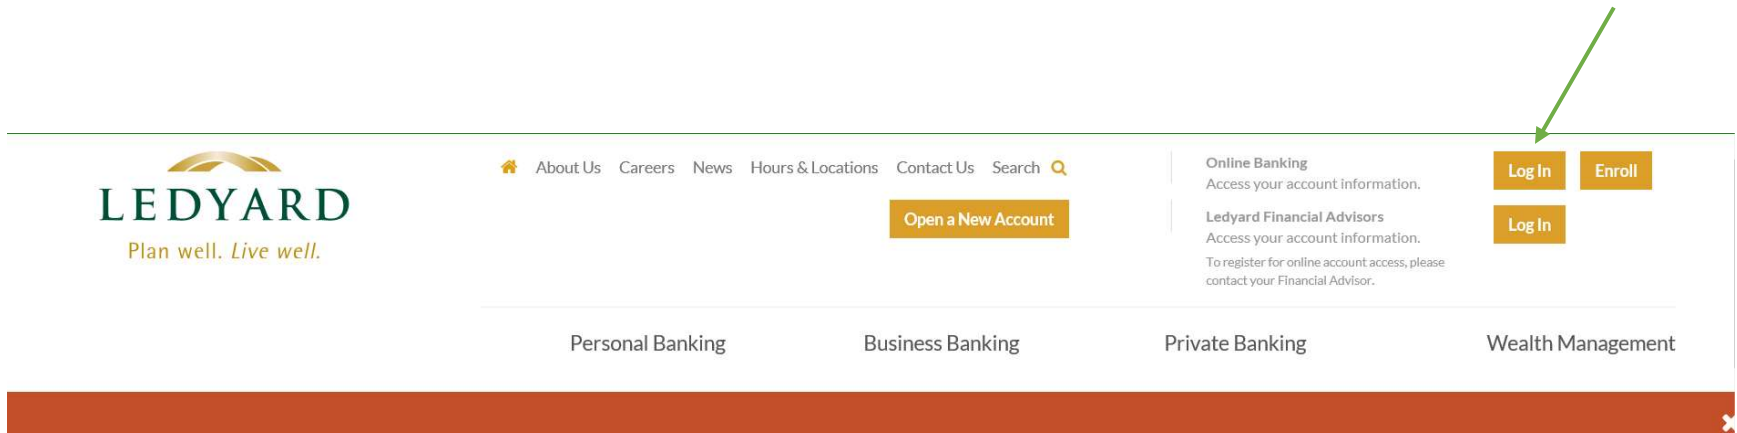 LEDYARD
Plan well. Live well.
About Us Careers News Hours & Locations Contact Us Search
Open a New Account
Online Banking
Access your account information.
Log In Enroll
Ledyard Financial Advisors
Access your account information.
To register for online account access, please
contact your Financial Advisor.
Log In
Personal Banking Business Banking Private Banking Wealth Management